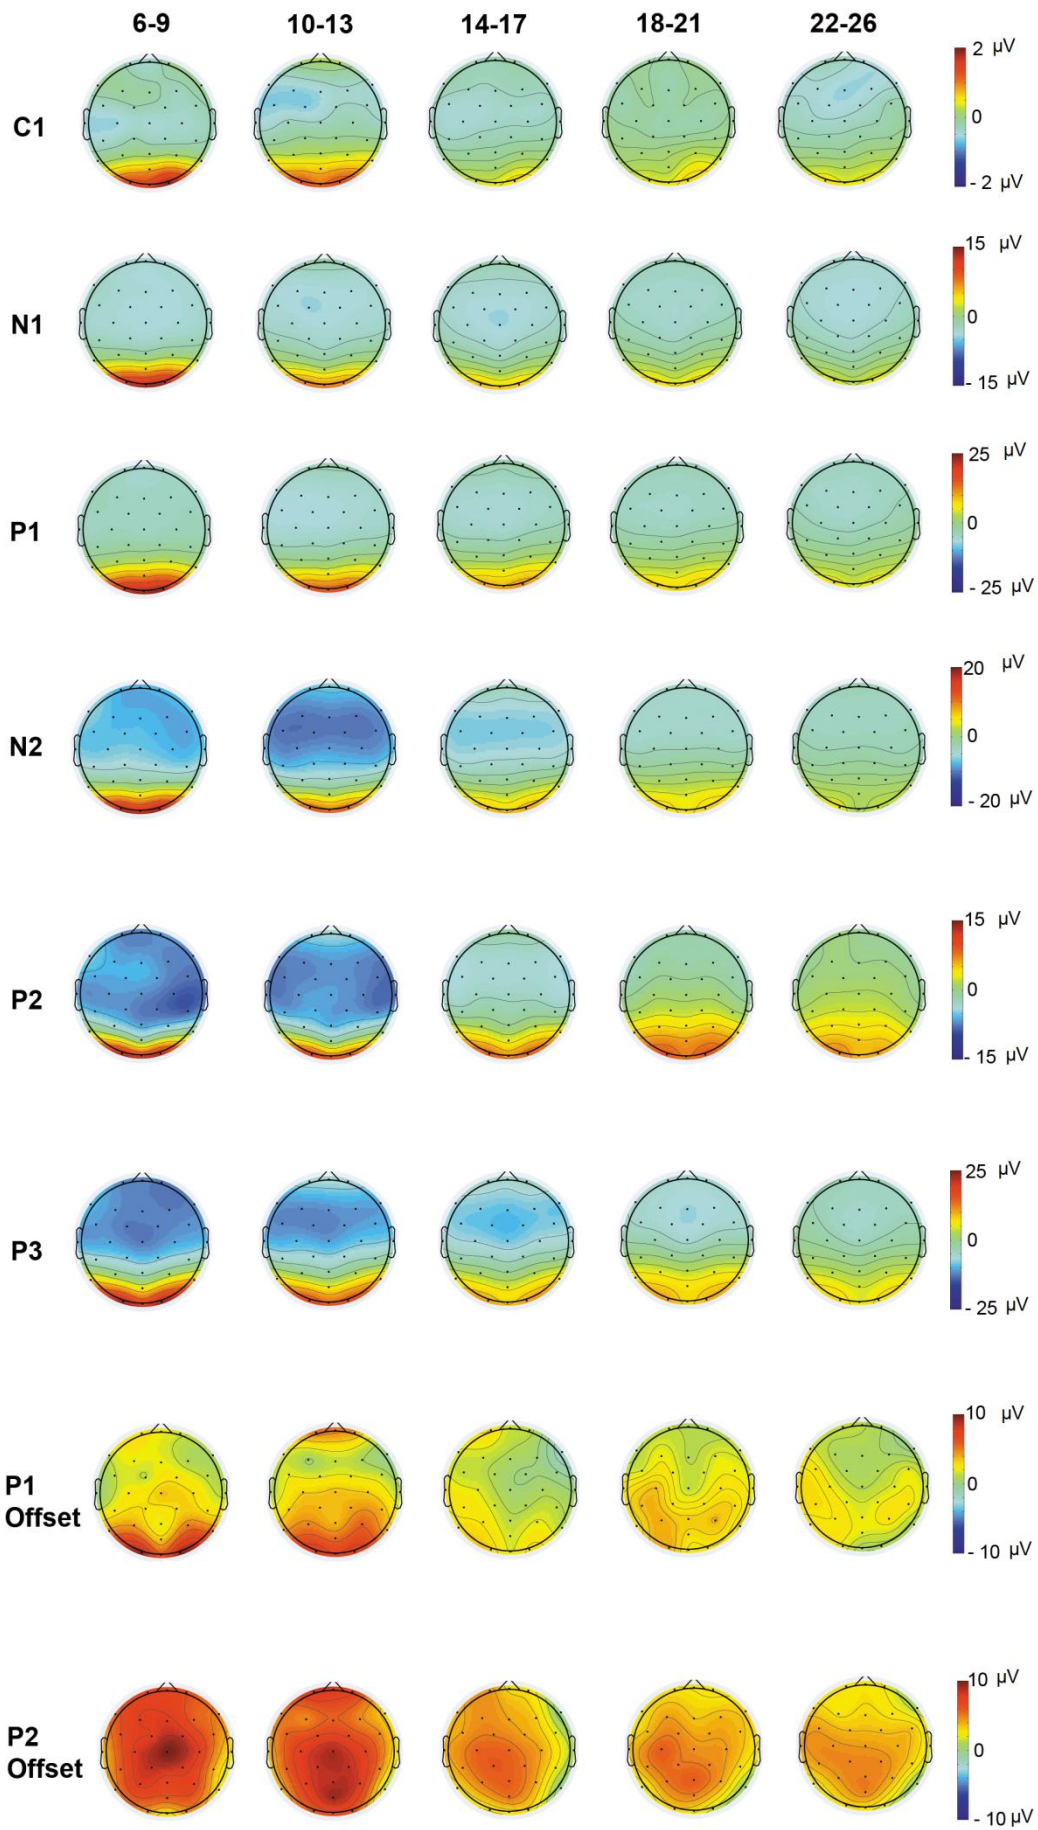 6-9 10-13 14-17 18-21 22-26
C1
2 µV
0
- 2 µV
N1
15 µV
0
- 15 µV
P1
25 µV
0
- 25 µV
N2
20 µV
0
- 20 µV
P2
15 µV
0
- 15 µV
P3
25 µV
0
- 25 µV
P1
Offset
10 µV
0
- 10 µV
P2
Offset
10 µV
0
- 10 µV